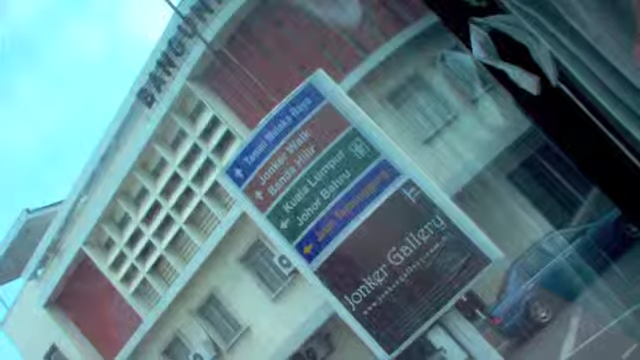 BANGUN
Taman Melaka Raya
Jonker Walk
Banda Hilir
Kuala Lumpur
Johor Bahru
Jonker Gallery